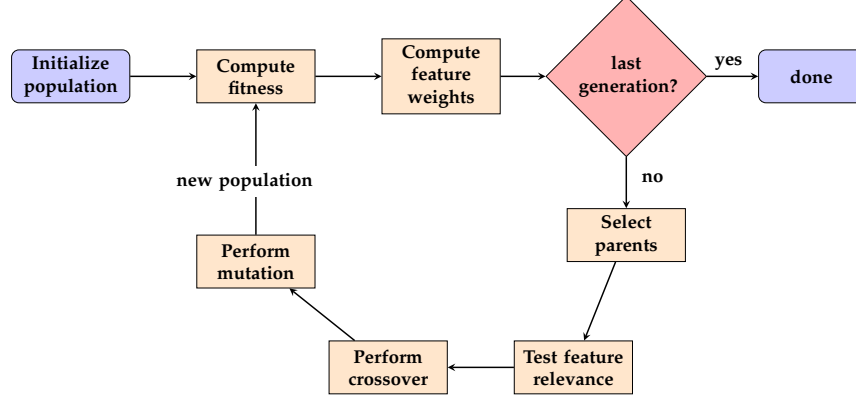 Initialize
population
Compute
fitness
Compute
feature
weights
last
generation?
yes
done
no
Select
parents
Test feature
relevance
Perform
crossover
Perform
mutation
new population